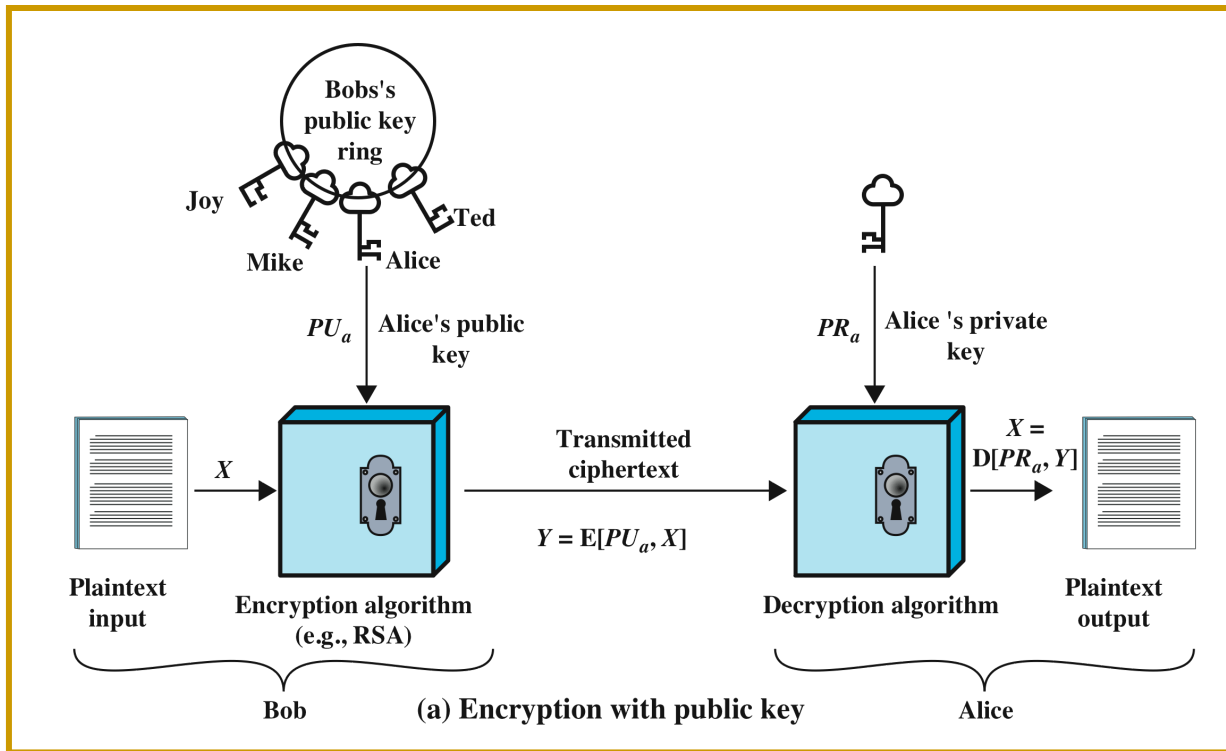 Bobs's
public key
ring
Joy
Ted
Mike
Alice
PUa
Alice's public
key
PRa
Alice 's private
key
X
Transmitted
ciphertext
Y = E[PUa, X]
X =
D[PRa, Y]
Plaintext
input
Encryption algorithm
(e.g., RSA)
Decryption algorithm
Plaintext
output
Bob
(a) Encryption with public key
Alice